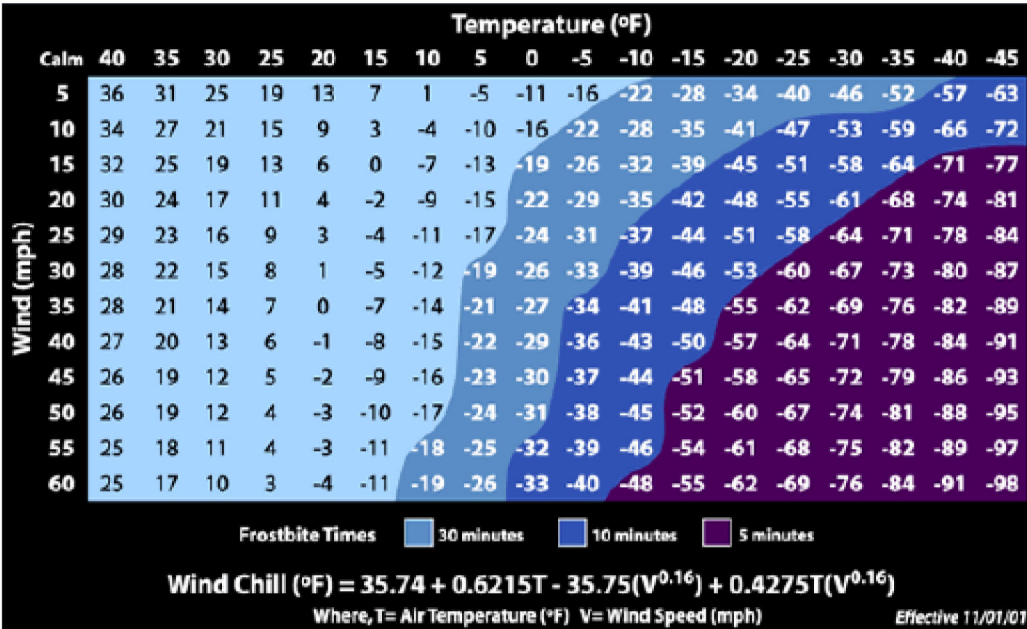 Temperature (ºF)
Calm 40 35 30 25 20 15 10 5 0 -5 -10 -15 -20 -25 -30 -35 -40 -45
Wind (mph)
5 36 31 25 19 13 7 1 -5 -11 -16 -22 -28 -34 -40 -46 -52 -57 -63
10 34 27 21 15 9 3 -4 -10 -16 -22 -28 -35 -41 -47 -53 -59 -66 -72
15 32 25 19 13 6 0 -7 -13 -19 -26 -32 -39 -45 -51 -58 -64 -71 -77
20 30 24 17 11 4 -2 -9 -15 -22 -29 -35 -42 -48 -55 -61 -68 -74 -81
25 29 23 16 9 3 -4 -11 -17 -24 -31 -37 -44 -51 -58 -64 -71 -78 -84
30 28 22 15 8 1 -5 -12 -19 -26 -33 -39 -46 -53 -60 -67 -73 -80 -87
35 28 21 14 7 0 -7 -14 -21 -27 -34 -41 -48 -55 -62 -69 -76 -82 -89
40 27 20 13 6 -1 -8 -15 -22 -29 -36 -43 -50 -57 -64 -71 -78 -84 -91
45 26 19 12 5 -2 -9 -16 -23 -30 -37 -44 -51 -58 -65 -72 -79 -86 -93
50 26 19 12 4 -3 -10 -17 -24 -31 -38 -45 -52 -60 -67 -74 -81 -88 -95
55 25 18 11 4 -3 -11 -18 -25 -32 -39 -46 -54 -61 -68 -75 -82 -89 -97
60 25 17 10 3 -4 -11 -19 -26 -33 -40 -48 -55 -62 -69 -76 -84 -91 -98
Frostbite Times 30 minutes 10 minutes 5 minutes
Wind Chill (ºF) = 35.74 + 0.6215T - 35.75(V^0.16) + 0.4275T(V^0.16)
Where, T= Air Temperature (ºF) V= Wind Speed (mph) Effective 11/01/01